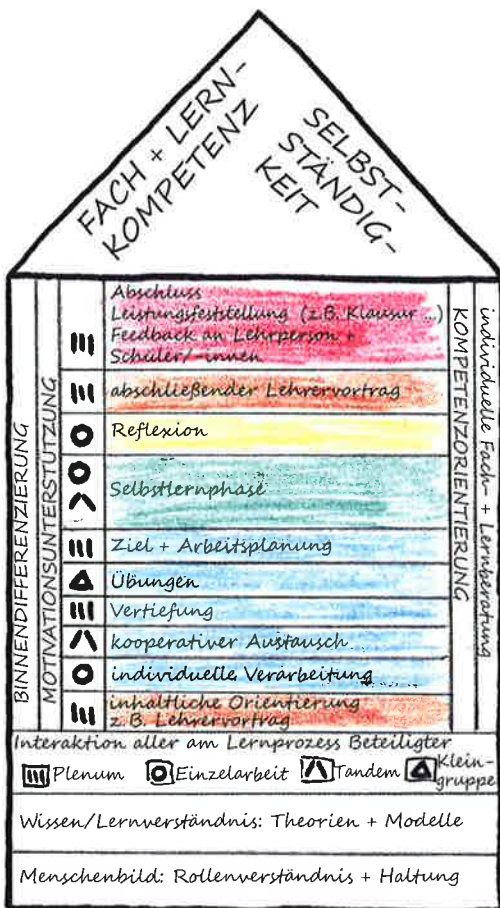 FACH + LERN-
KOMPETENZ
SELBST-
STÄNDIG-
KEIT
BINNENDIFFERENZIERUNG
MOTIVATIONSUNTERSTÜTZUNG
Abschluss
Leistungsfeststellung (z.B. Klausur ...)
Feedback an Lehrperson +
Schüler/-innen
abschließender Lehrervortrag
Reflexion
Selbstlernphase
Ziel + Arbeitsplanung
Übungen
Vertiefung
kooperativer Austausch
individuelle Verarbeitung
inhaltliche Orientierung
z.B. Lehrervortrag
KOMPETENZORIENTIERUNG
individuelle Fach- + Lernberatung
Interaktion aller am Lernprozess Beteiligter
Plenum Einzelarbeit Tandem Klein-
gruppe
Wissen/Lernverständnis: Theorien + Modelle
Menschenbild: Rollenverständnis + Haltung